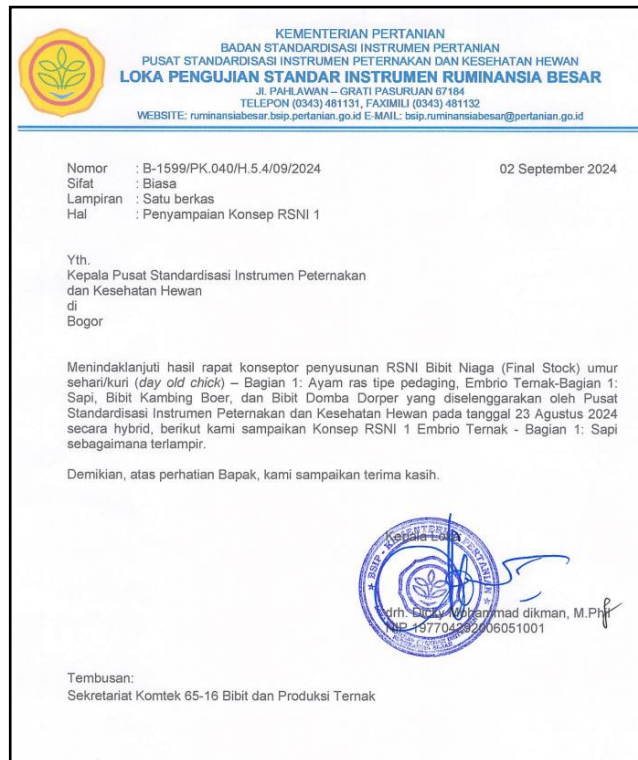 KEMENTERIAN PERTANIAN
BADAN STANDARDISASI INSTRUMEN PERTANIAN
PUSAT STANDARDISASI INSTRUMEN PETERNAKAN DAN KESEHATAN HEWAN
LOKA PENGUJIAN STANDAR INSTRUMEN RUMINANSIA BESAR
Jl. PAHLAWAN – GRATI PASURUAN 67184
TELEPON (0343) 481131, FAXIMILI (0343) 481132
WEBSITE: ruminansiabesar.bsip.pertanian.go.id E-MAIL: bsip.ruminansiabesar@pertanian.go.id
Nomor : B-1599/PK.040/H.5.4/09/2024 02 September 2024
Sifat : Biasa
Lampiran : Satu berkas
Hal : Penyampaian Konsep RSNI 1
Yth.
Kepala Pusat Standardisasi Instrumen Peternakan
dan Kesehatan Hewan
di
Bogor
Menindaklanjuti hasil rapat konseptor penyusunan RSNI Bibit Niaga (Final Stock) umur
sehari/kuri (day old chick) – Bagian 1: Ayam ras tipe pedaging, Embrio Ternak-Bagian 1:
Sapi, Bibit Kambing Boer, dan Bibit Domba Dorper yang diselenggarakan oleh Pusat
Standardisasi Instrumen Peternakan dan Kesehatan Hewan pada tanggal 23 Agustus 2024
secara hybrid, berikut kami sampaikan Konsep RSNI 1 Embrio Ternak - Bagian 1: Sapi
sebagaimana terlampir.
Demikian, atas perhatian Bapak, kami sampaikan terima kasih.
Kepala Loka
BSIP - KEMENTERIAN PERTANIAN
drh. Dicky Mohammad dikman, M.Phil
NIP 197704292006051001
Tembusan:
Sekretariat Komtek 65-16 Bibit dan Produksi Ternak